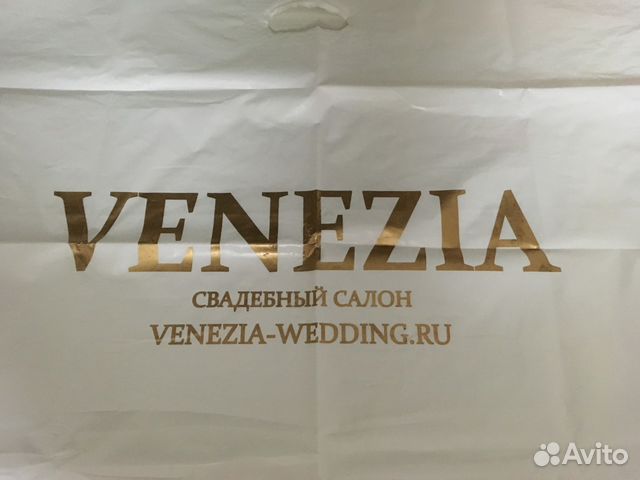 VENEZIA
СВАДЕБНЫЙ САЛОН
VENEZIA-WEDDING.RU
Avito